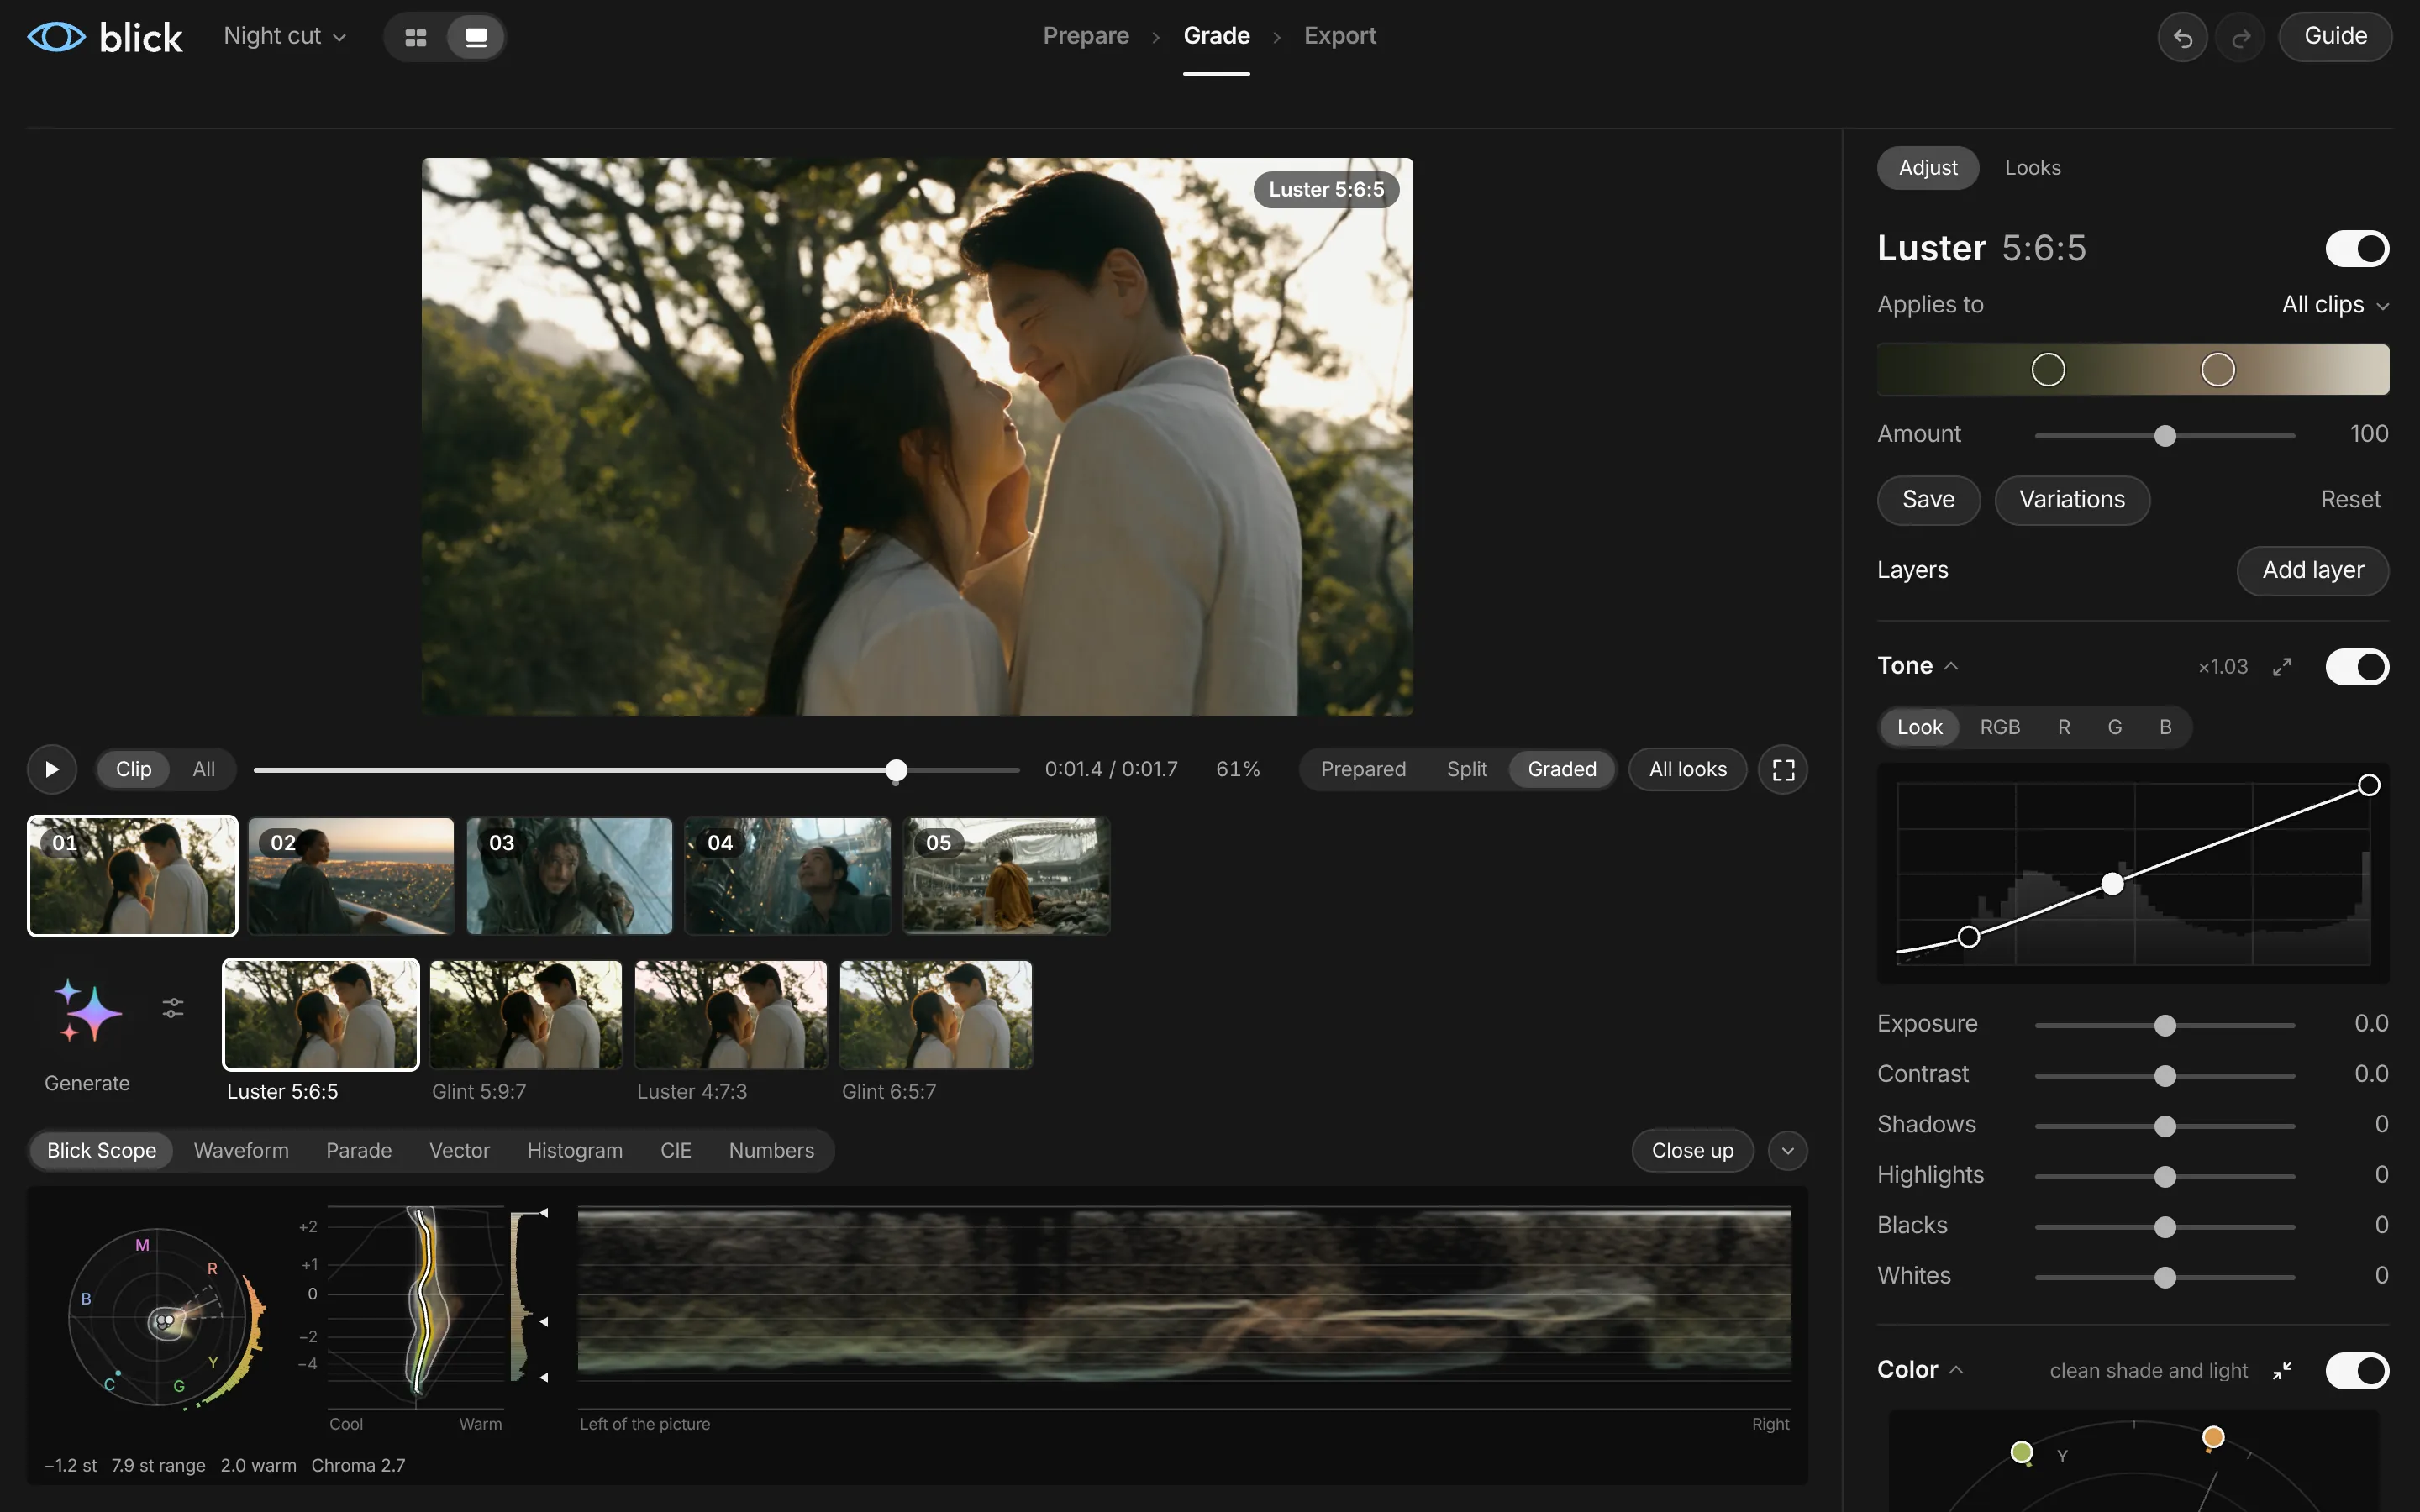 blick
Night cut
Prepare
Grade
Export
Guide
Luster 5:6:5
Adjust
Looks
Luster 5:6:5
Applies to
All clips
Amount
100
Save
Variations
Reset
Layers
Add layer
Tone
×1.03
Look
RGB
R
G
B
Clip
All
0:01.4 / 0:01.7
61%
Prepared
Split
Graded
All looks
01
02
03
04
05
Generate
Luster 5:6:5
Glint 5:9:7
Luster 4:7:3
Glint 6:5:7
Exposure
0.0
Contrast
0.0
Shadows
0
Highlights
0
Blacks
0
Whites
0
Blick Scope
Waveform
Parade
Vector
Histogram
CIE
Numbers
Close up
M
R
B
Y
C
G
+2
+1
0
−2
−4
Cool
Warm
Left of the picture
Right
−1.2 st
7.9 st range
2.0 warm
Chroma 2.7
Color
clean shade and light
Y